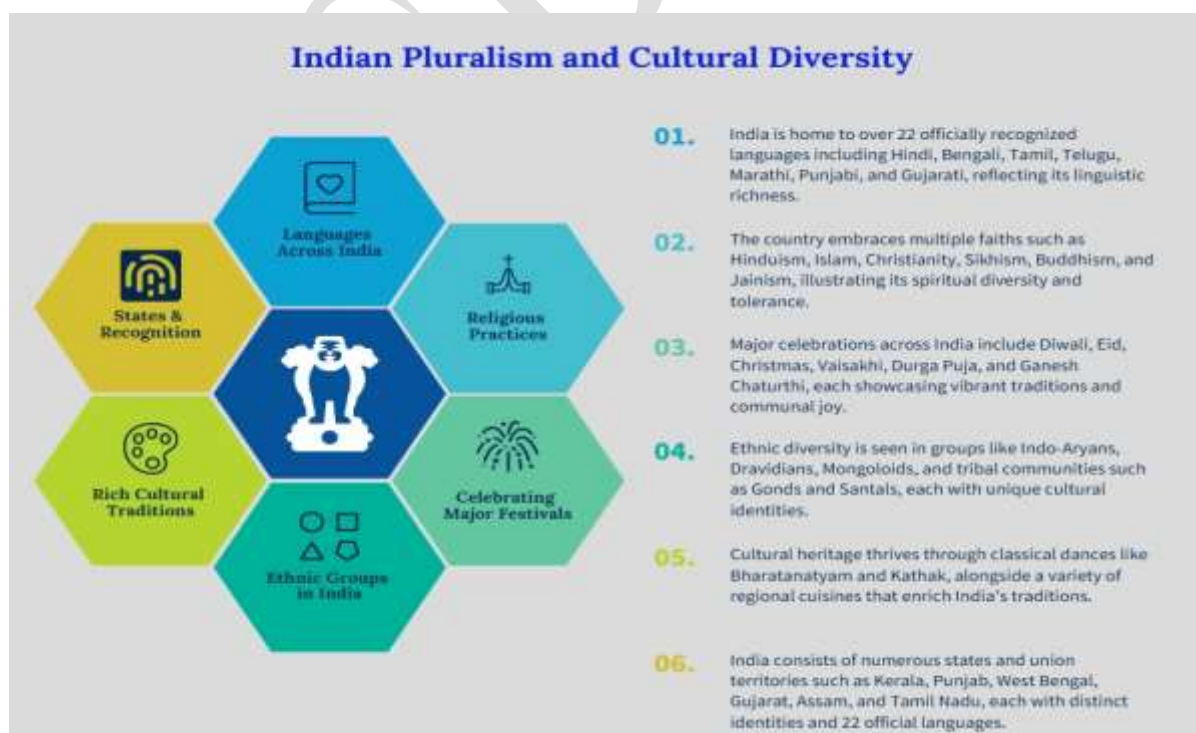 Indian Pluralism and Cultural Diversity
Languages
Across India
States &
Recognition
Religious
Practices
Rich Cultural
Traditions
Celebrating
Major Festivals
Ethnic Groups
in India
01.
India is home to over 22 officially recognized
languages including Hindi, Bengali, Tamil, Telugu,
Marathi, Punjabi, and Gujarati, reflecting its linguistic
richness.
02.
The country embraces multiple faiths such as
Hinduism, Islam, Christianity, Sikhism, Buddhism, and
Jainism, illustrating its spiritual diversity and
tolerance.
03.
Major celebrations across India include Diwali, Eid,
Christmas, Vaisakhi, Durga Puja, and Ganesh
Chaturthi, each showcasing vibrant traditions and
communal joy.
04.
Ethnic diversity is seen in groups like Indo-Aryans,
Dravidians, Mongoloids, and tribal communities such
as Gonds and Santals, each with unique cultural
identities.
05.
Cultural heritage thrives through classical dances like
Bharatanatyam and Kathak, alongside a variety of
regional cuisines that enrich India's traditions.
06.
India consists of numerous states and union
territories such as Kerala, Punjab, West Bengal,
Gujarat, Assam, and Tamil Nadu, each with distinct
identities and 22 official languages.